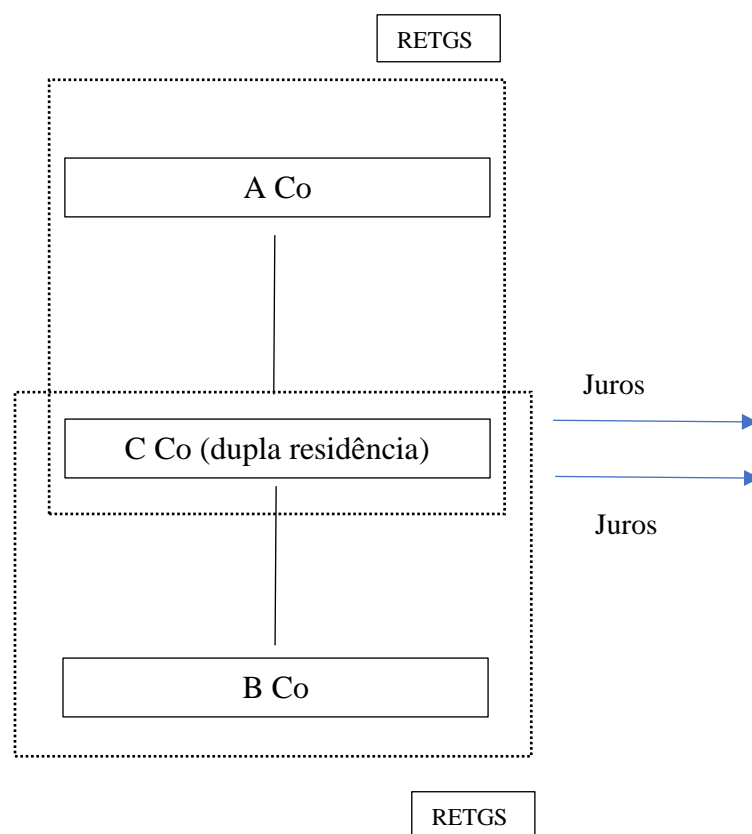 RETGS
A Co
Juros
C Co (dupla residência)
Juros
B Co
RETGS